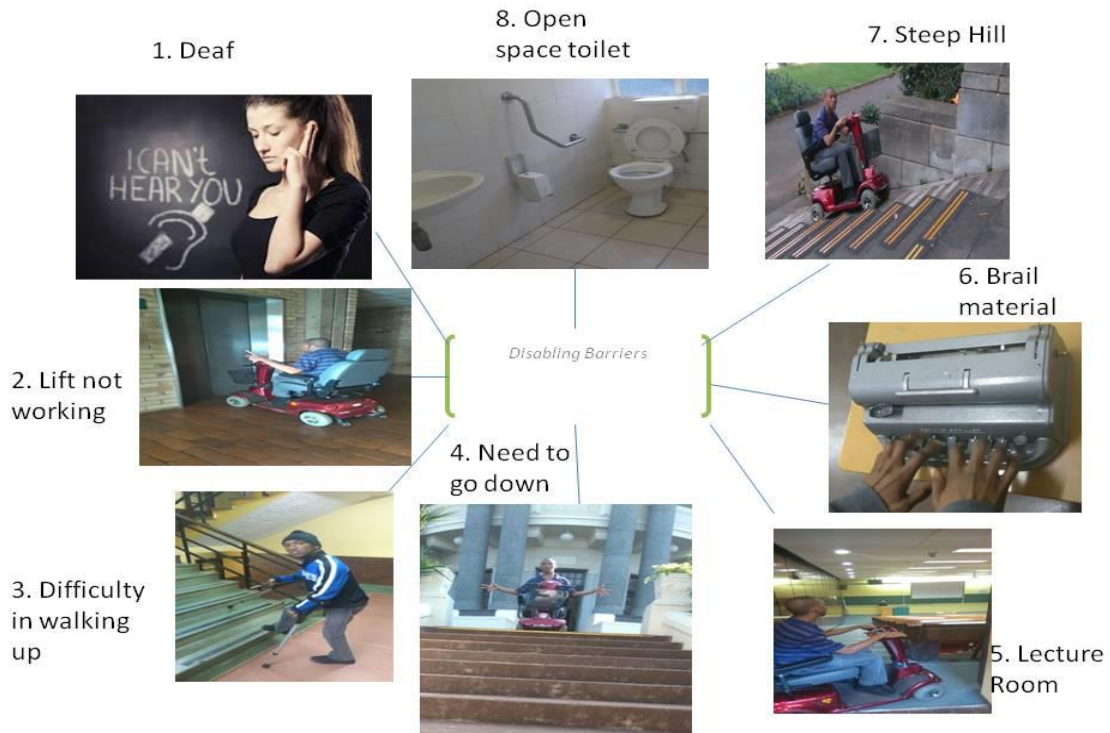 1. Deaf
8. Open
space toilet
7. Steep Hill
I CAN'T
HEAR YOU
6. Brail
material
Disabling Barriers
2. Lift not
working
4. Need to
go down
3. Difficulty
in walking
up
5. Lecture
Room